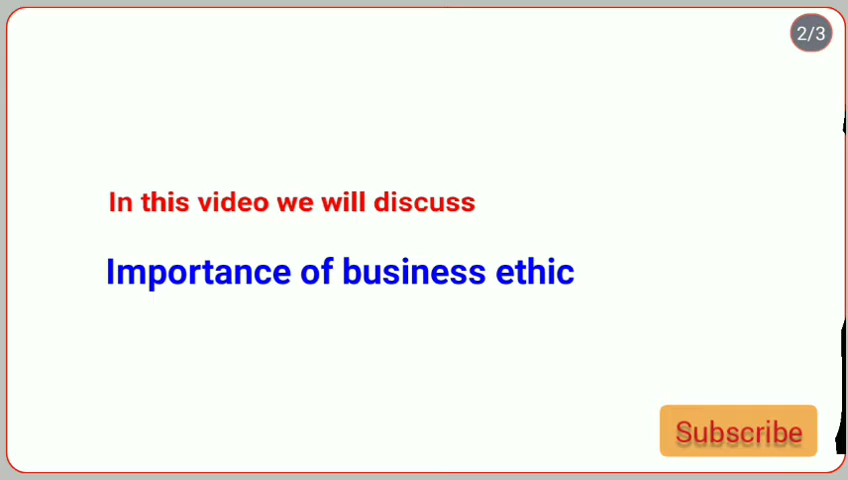 2/3
In this video we will discuss
Importance of business ethic
Subscribe